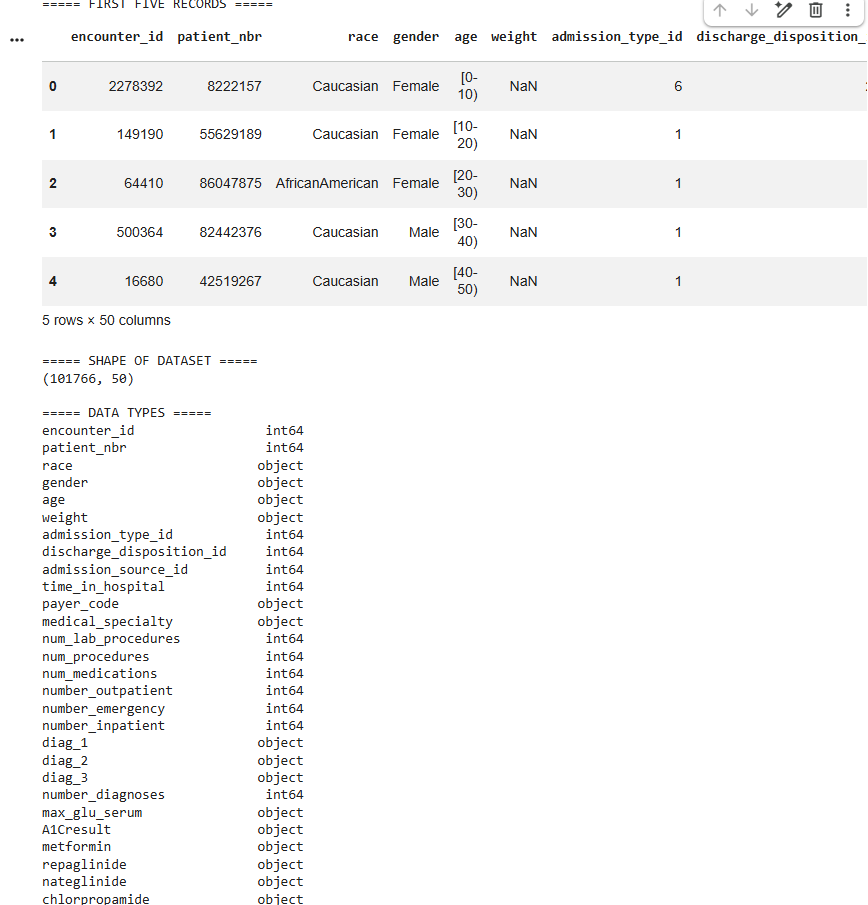 ===== FIRST FIVE RECORDS =====
encounter_id patient_nbr race gender age weight admission_type_id discharge_disposition_
0 2278392 8222157 Caucasian Female [0-10) NaN 6
1 149190 55629189 Caucasian Female [10-20) NaN 1
2 64410 86047875 AfricanAmerican Female [20-30) NaN 1
3 500364 82442376 Caucasian Male [30-40) NaN 1
4 16680 42519267 Caucasian Male [40-50) NaN 1
5 rows × 50 columns
===== SHAPE OF DATASET =====
(101766, 50)
===== DATA TYPES =====
encounter_id int64
patient_nbr int64
race object
gender object
age object
weight object
admission_type_id int64
discharge_disposition_id int64
admission_source_id int64
time_in_hospital int64
payer_code object
medical_specialty object
num_lab_procedures int64
num_procedures int64
num_medications int64
number_outpatient int64
number_emergency int64
number_inpatient int64
diag_1 object
diag_2 object
diag_3 object
number_diagnoses int64
max_glu_serum object
A1Cresult object
metformin object
repaglinide object
nateglinide object
chlorpropamide object